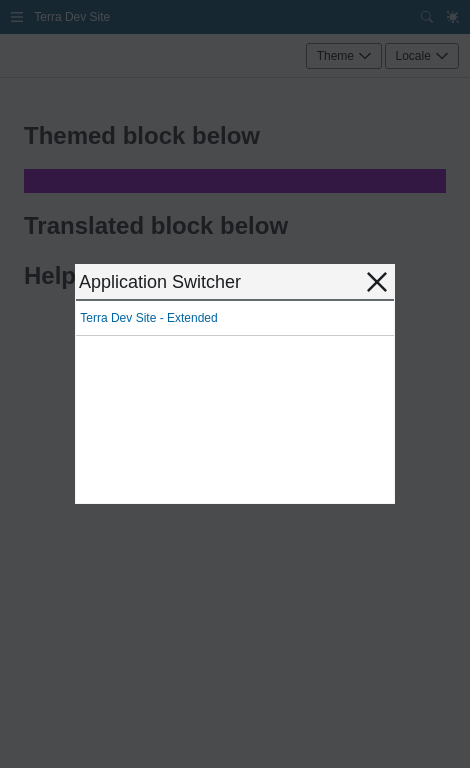 Terra Dev Site
Theme
Locale
Themed block below
Translated block below
Help
Application Switcher
Terra Dev Site - Extended